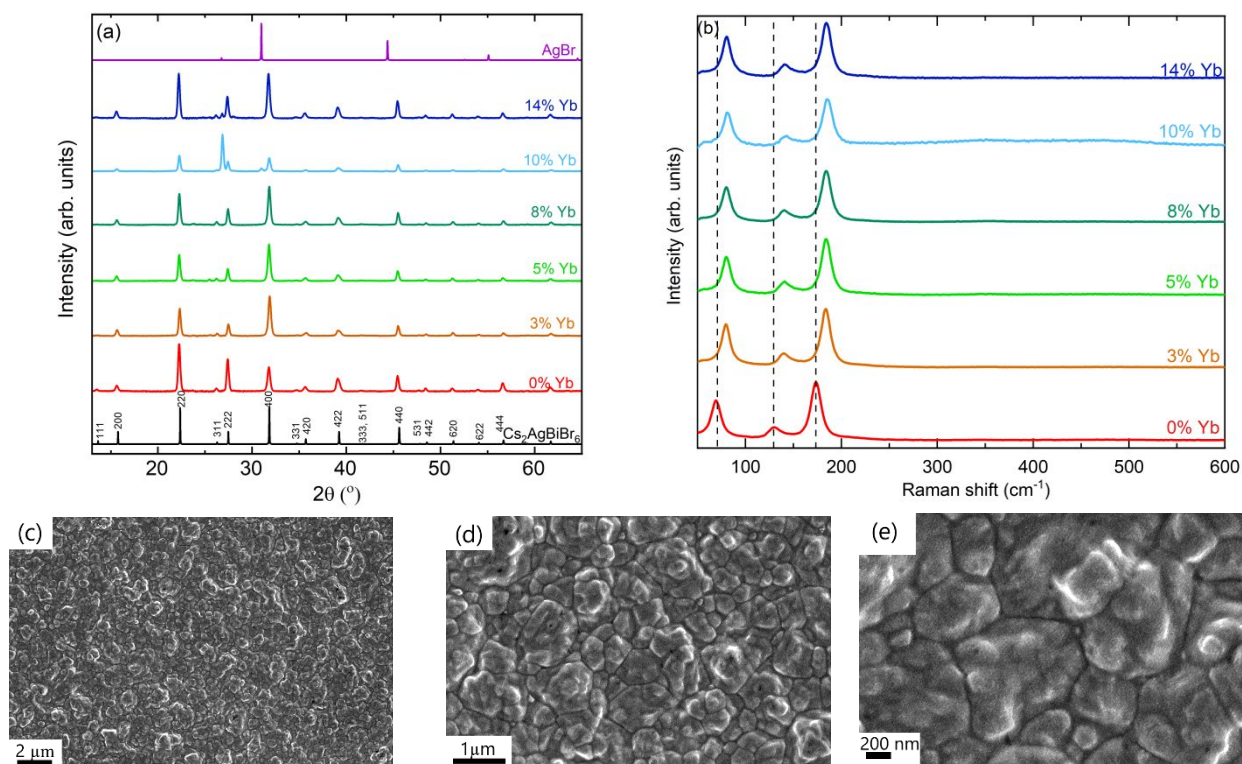 (a)
AgBr
14% Yb
10% Yb
8% Yb
5% Yb
3% Yb
0% Yb
111
200
220
311
222
400
331
420
422
333, 511
440
531
442
620
622
444
Cs₂AgBiBr₆
20 30 40 50 60
2θ (°)
Intensity (arb. units)
(b)
14% Yb
10% Yb
8% Yb
5% Yb
3% Yb
0% Yb
100 200 300 400 500 600
Raman shift (cm⁻¹)
Intensity (arb. units)
(c)
2 μm
(d)
1μm
(e)
200 nm